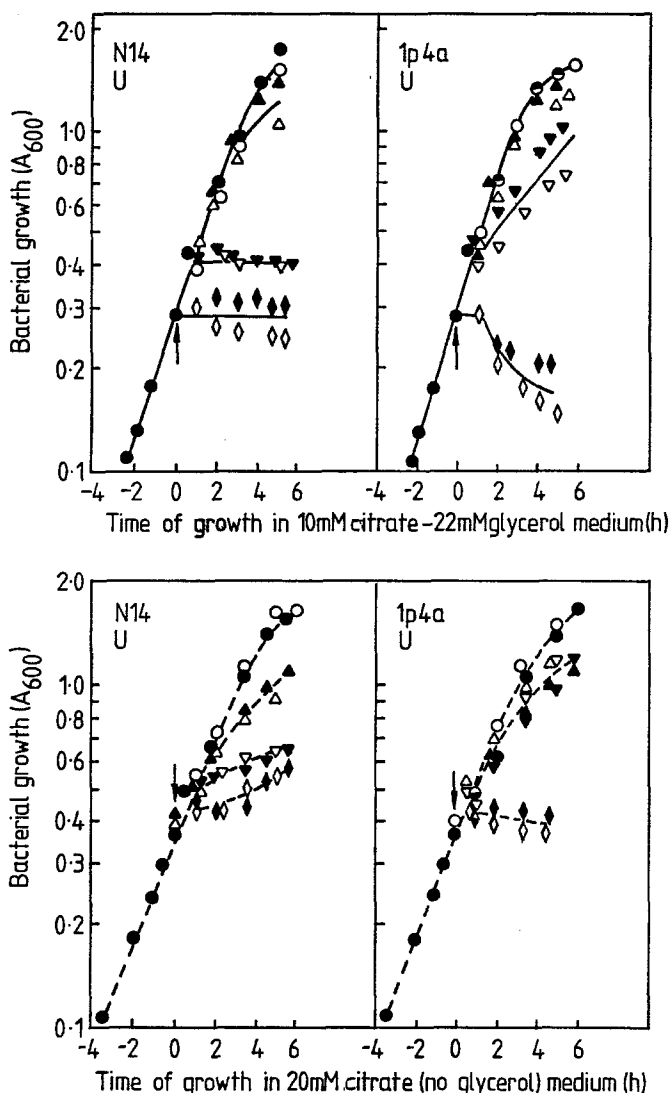 2·0
N14
U
1p4a
U
1·0
0·8
0·6
0·4
0·3
0·2
0·1
Bacterial growth (A600)
-4 -2 0 2 4 6 -4 -2 0 2 4 6
Time of growth in 10mM citrate-22mMglycerol medium(h)
2·0
N14
U
1p4a
U
1·0
0·8
0·6
0·4
0·3
0·2
0·1
Bacterial growth (A600)
-4 -2 0 2 4 6 -4 -2 0 2 4 6
Time of growth in 20mM.citrate (no glycerol) medium (h)